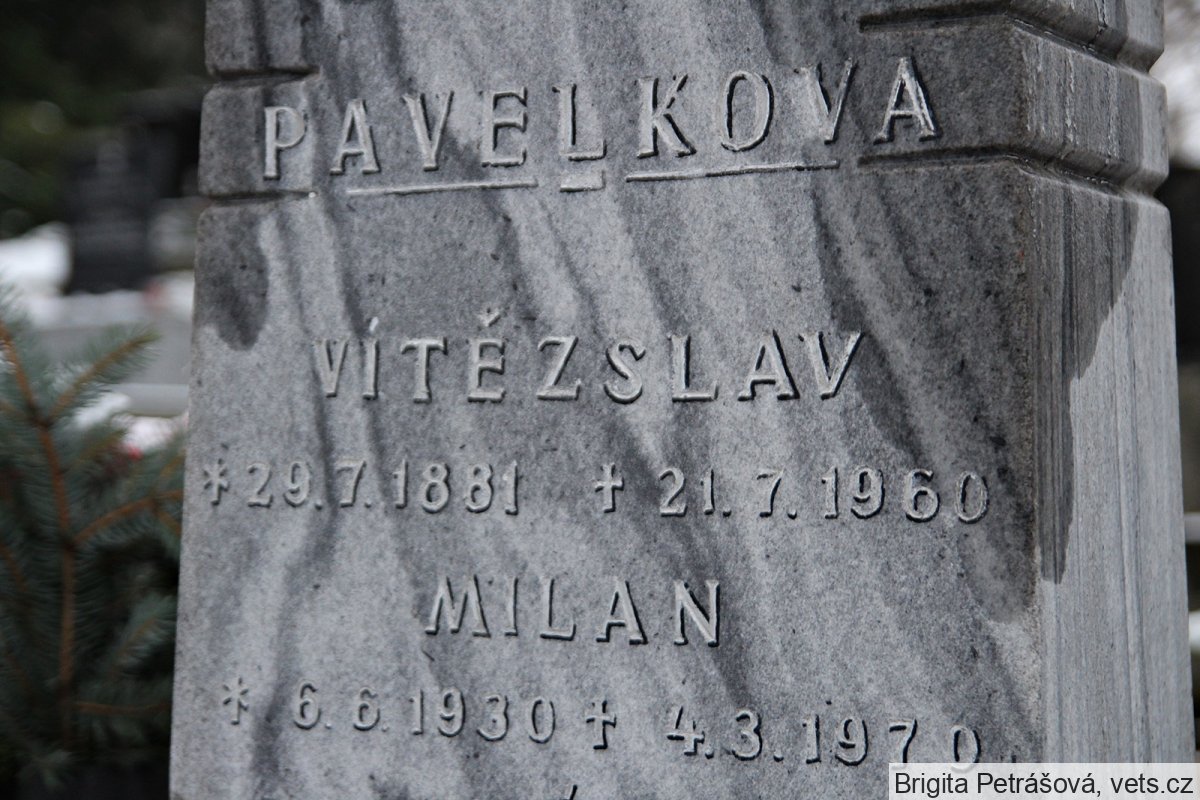 PAVELKOVA
VÍTĚZSLAV
* 29.7.1881 † 21.7.1960
MILAN
* 6.6.1930 † 4.3.1970
Brigita Petrášová, vets.cz